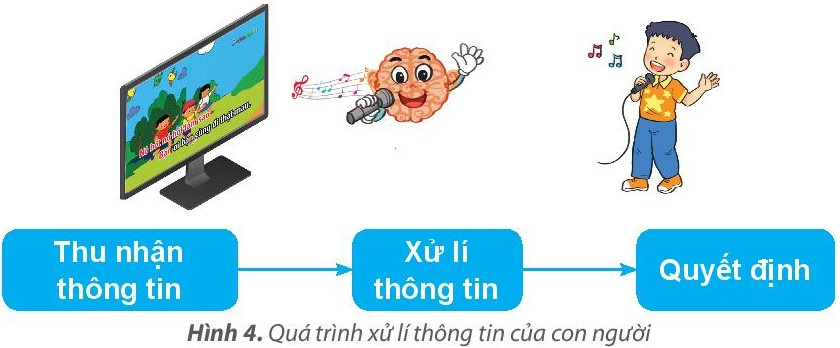 Thu nhận
thông tin
Xử lí
thông tin
Quyết định
Hình 4. Quá trình xử lí thông tin của con người